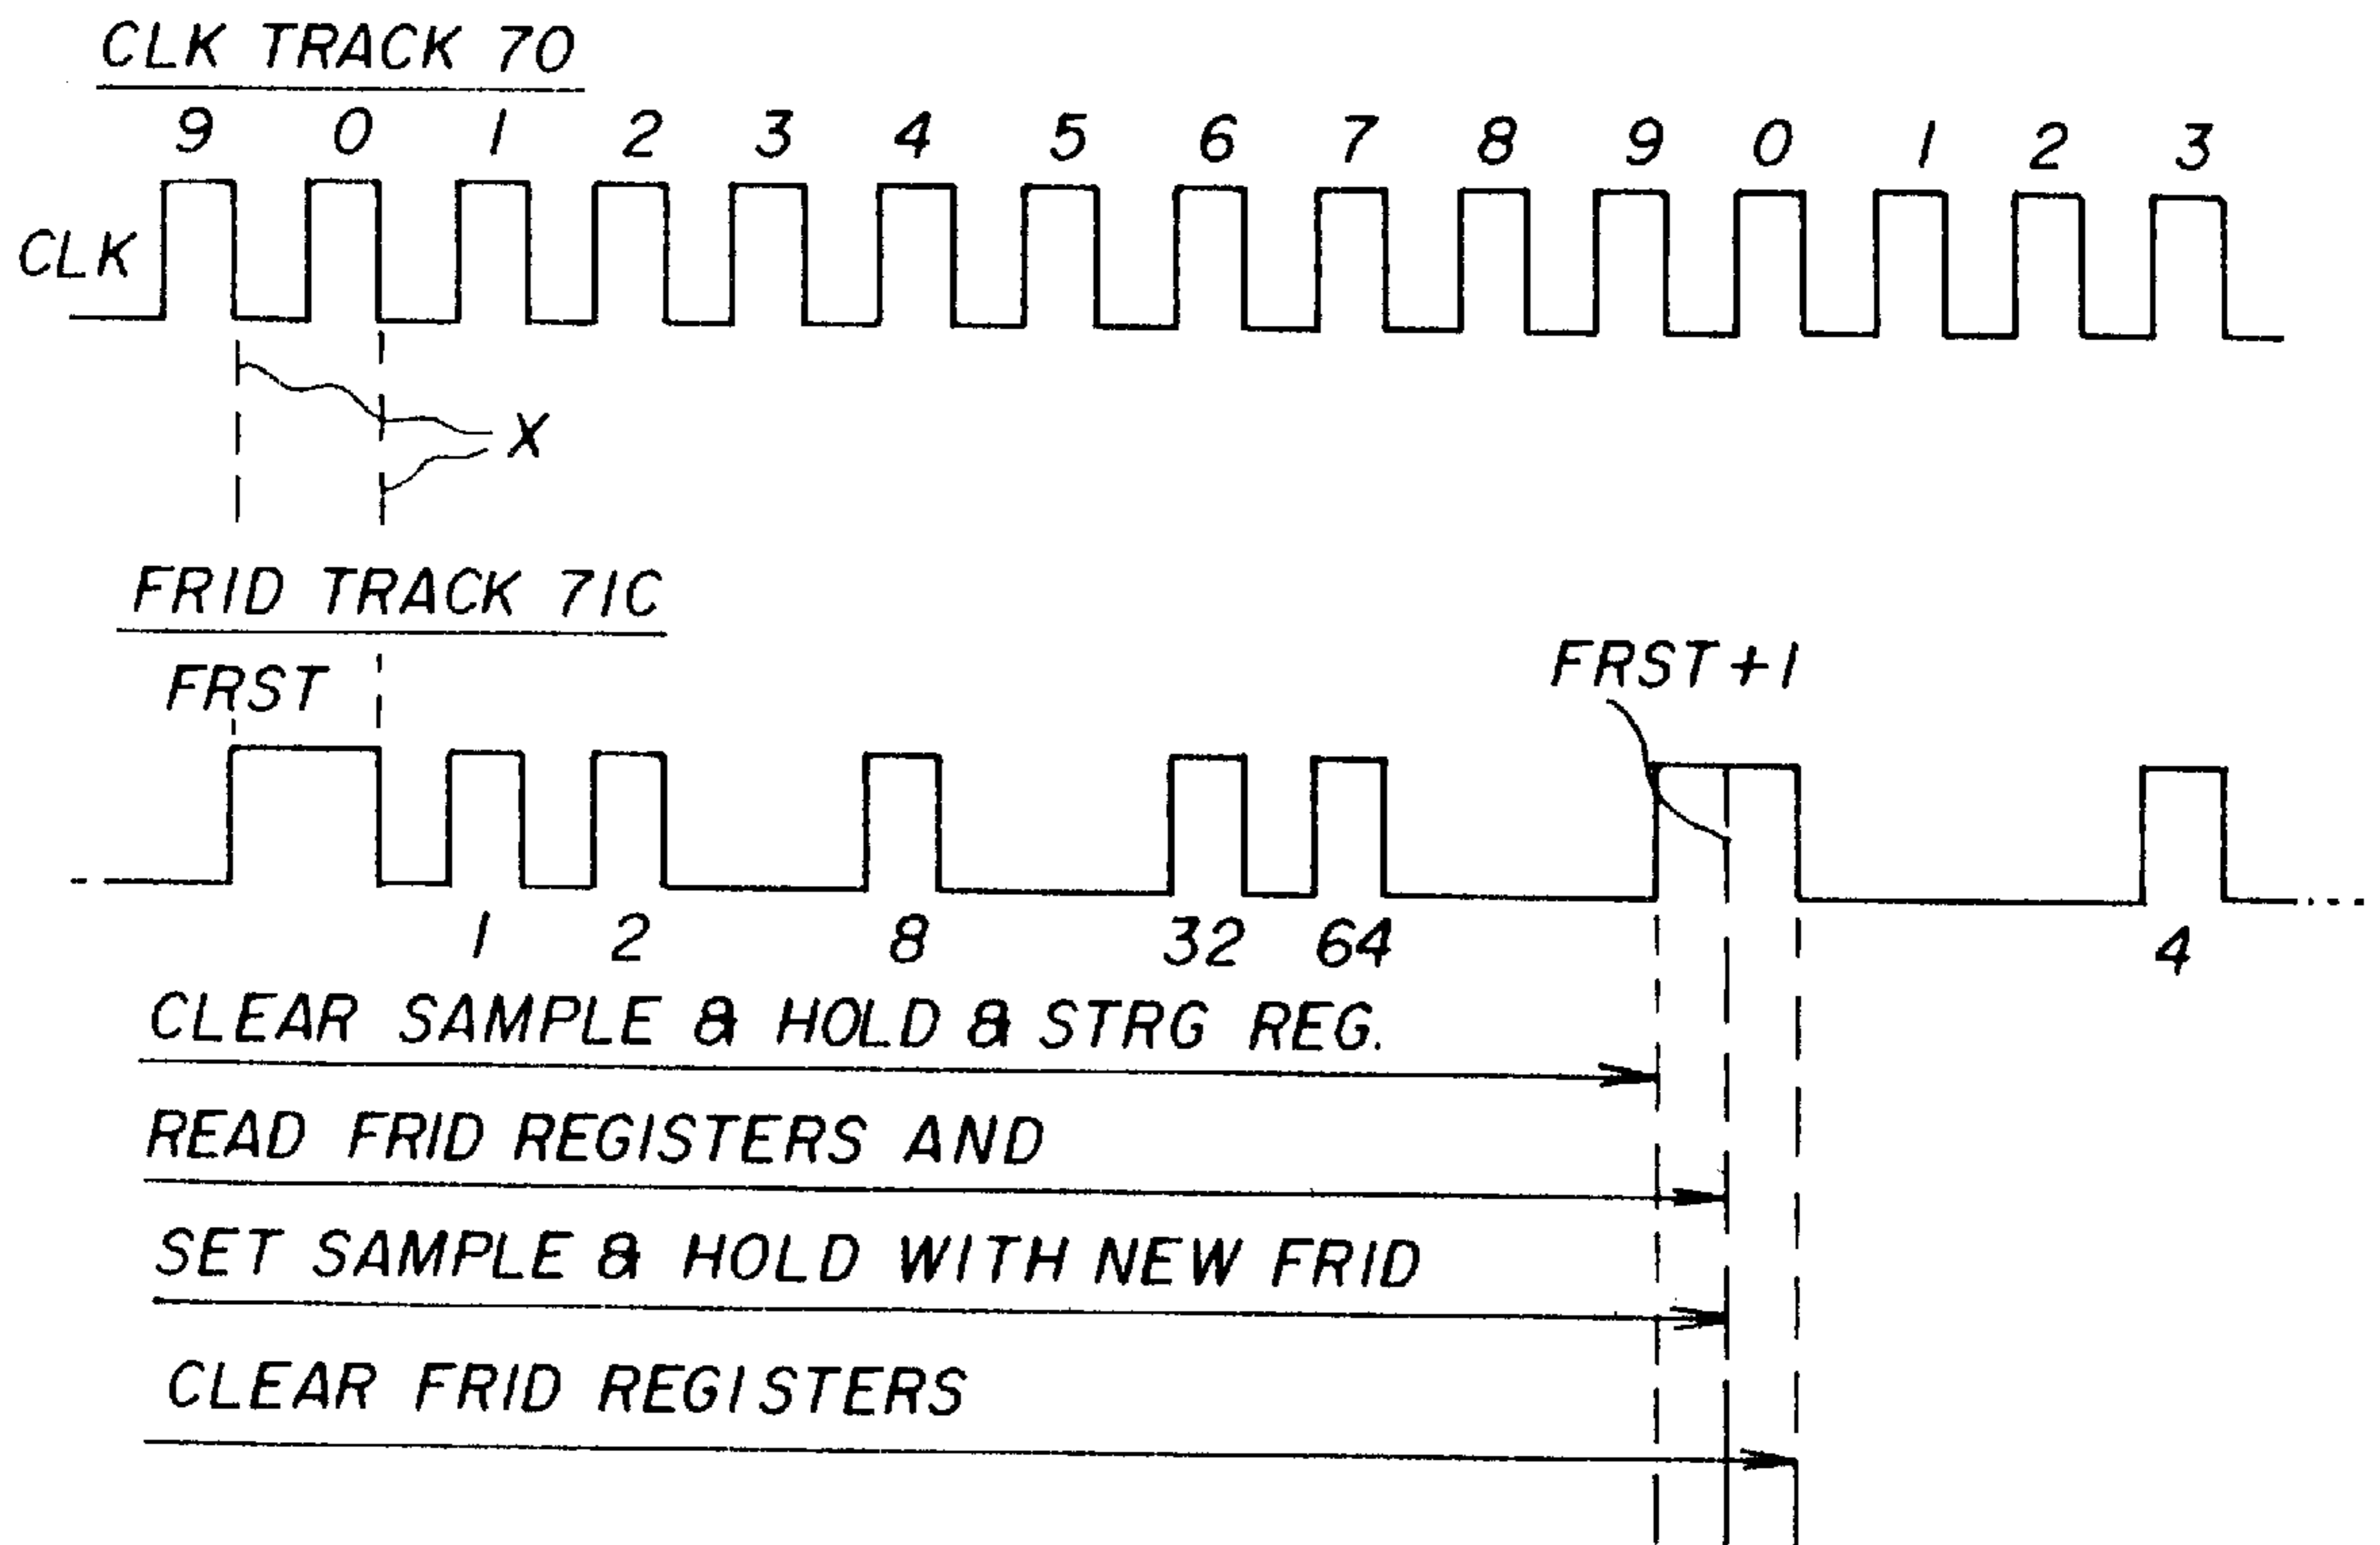 CLK TRACK 70
9 0 1 2 3 4 5 6 7 8 9 0 1 2 3
CLK
X
FRID TRACK 71C
FRST
FRST+1
1 2 8 32 64 4
CLEAR SAMPLE & HOLD & STRG REG.
READ FRID REGISTERS AND
SET SAMPLE & HOLD WITH NEW FRID
CLEAR FRID REGISTERS